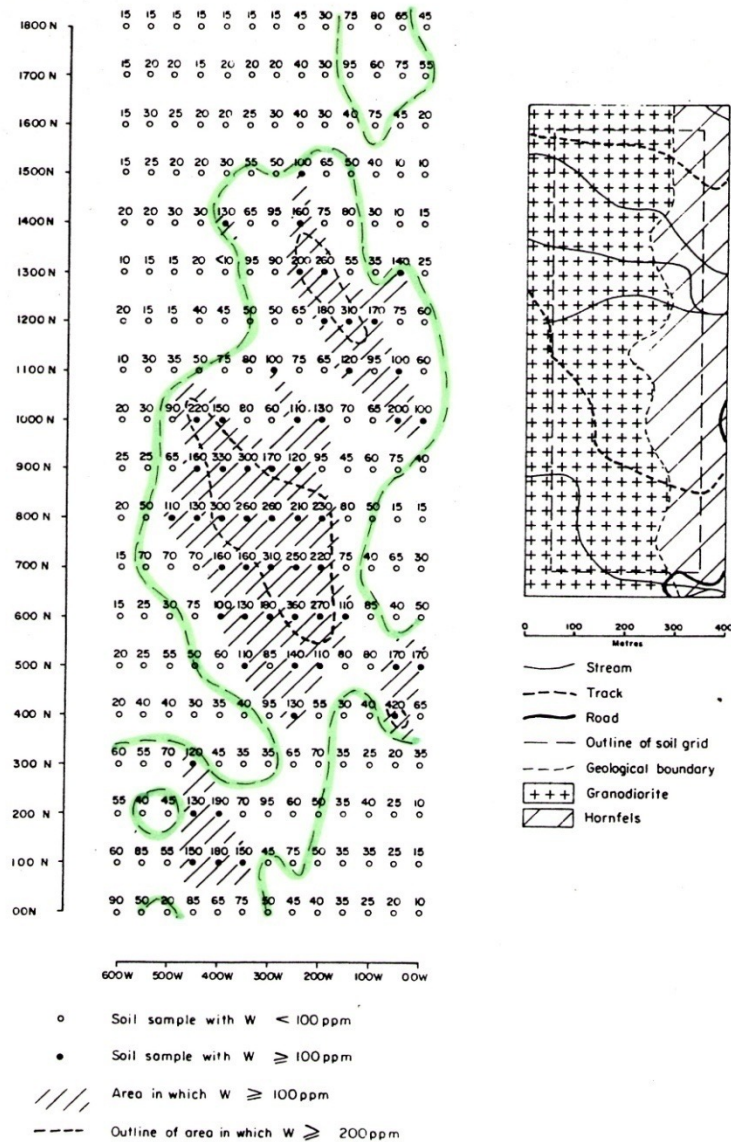 15 15 15 15 15 15 15 45 30 75 80 65 45
1800 N
15 20 20 15 20 20 20 40 30 95 60 75 55
1700 N
15 30 25 20 20 25 30 40 30 40 75 45 20
1600 N
15 25 20 20 30 55 50 100 65 50 40 10 10
1500 N
20 20 30 30 130 65 95 160 75 80 30 10 15
1400 N
10 15 15 20 <10 95 90 200 260 55 35 140 25
1300 N
20 15 15 40 45 50 50 65 180 310 170 75 60
1200 N
10 30 35 50 75 80 100 75 65 120 95 100 60
1100 N
20 30 90 220 150 80 60 110 130 70 65 200 100
1000 N
25 25 65 160 330 300 170 120 95 45 60 75 40
900 N
20 50 110 130 300 260 260 210 230 80 50 15 15
800 N
15 70 70 70 160 160 310 250 220 75 40 65 30
700 N
15 25 30 75 100 130 180 360 270 110 85 40 50
600 N
20 25 55 50 60 110 85 140 110 80 80 170 170
500 N
20 40 40 30 35 40 95 130 55 30 40 420 65
400 N
60 55 70 120 45 35 35 65 70 35 25 20 35
300 N
55 40 45 130 190 70 95 60 50 35 40 25 10
200 N
60 85 55 150 180 150 45 75 50 35 35 25 15
100 N
90 50 20 85 65 75 50 45 40 35 25 20 10
00N
600W 500W 400W 300W 200W 100W 00W
Soil sample with W < 100 ppm
Soil sample with W ⩾ 100 ppm
Area in which W ⩾ 100 ppm
Outline of area in which W ⩾ 200 ppm
0 100 200 300 400
Metres
Stream
Track
Road
Outline of soil grid
Geological boundary
Granodiorite
Hornfels